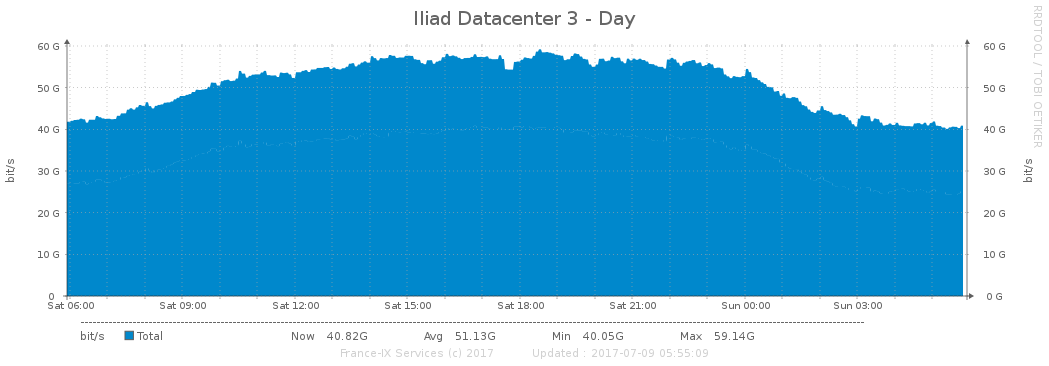 Iliad Datacenter 3 - Day
RRDTOOL / TOBI OETIKER
60 G 60 G
50 G 50 G
40 G 40 G
30 G 30 G
20 G 20 G
10 G 10 G
0 0 G
bit/s bit/s
Sat 06:00 Sat 09:00 Sat 12:00 Sat 15:00 Sat 18:00 Sat 21:00 Sun 00:00 Sun 03:00
bit/s Total Now 40.82G Avg 51.13G Min 40.05G Max 59.14G
France-IX Services (c) 2017 Updated : 2017-07-09 05:55:09